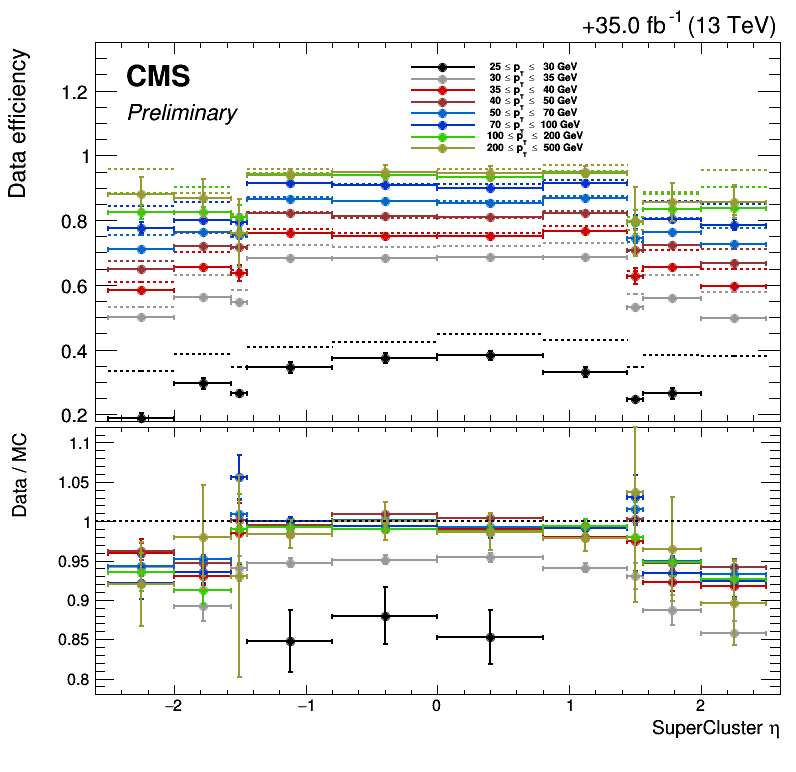 +35.0 fb⁻¹ (13 TeV)
CMS
Preliminary
25 ≤ p_T ≤ 30 GeV
30 ≤ p_T ≤ 35 GeV
35 ≤ p_T ≤ 40 GeV
40 ≤ p_T ≤ 50 GeV
50 ≤ p_T ≤ 70 GeV
70 ≤ p_T ≤ 100 GeV
100 ≤ p_T ≤ 200 GeV
200 ≤ p_T ≤ 500 GeV
Data efficiency
1.2
1
0.8
0.6
0.4
0.2
Data / MC
1.1
1.05
1
0.95
0.9
0.85
0.8
−2 −1 0 1 2
SuperCluster η